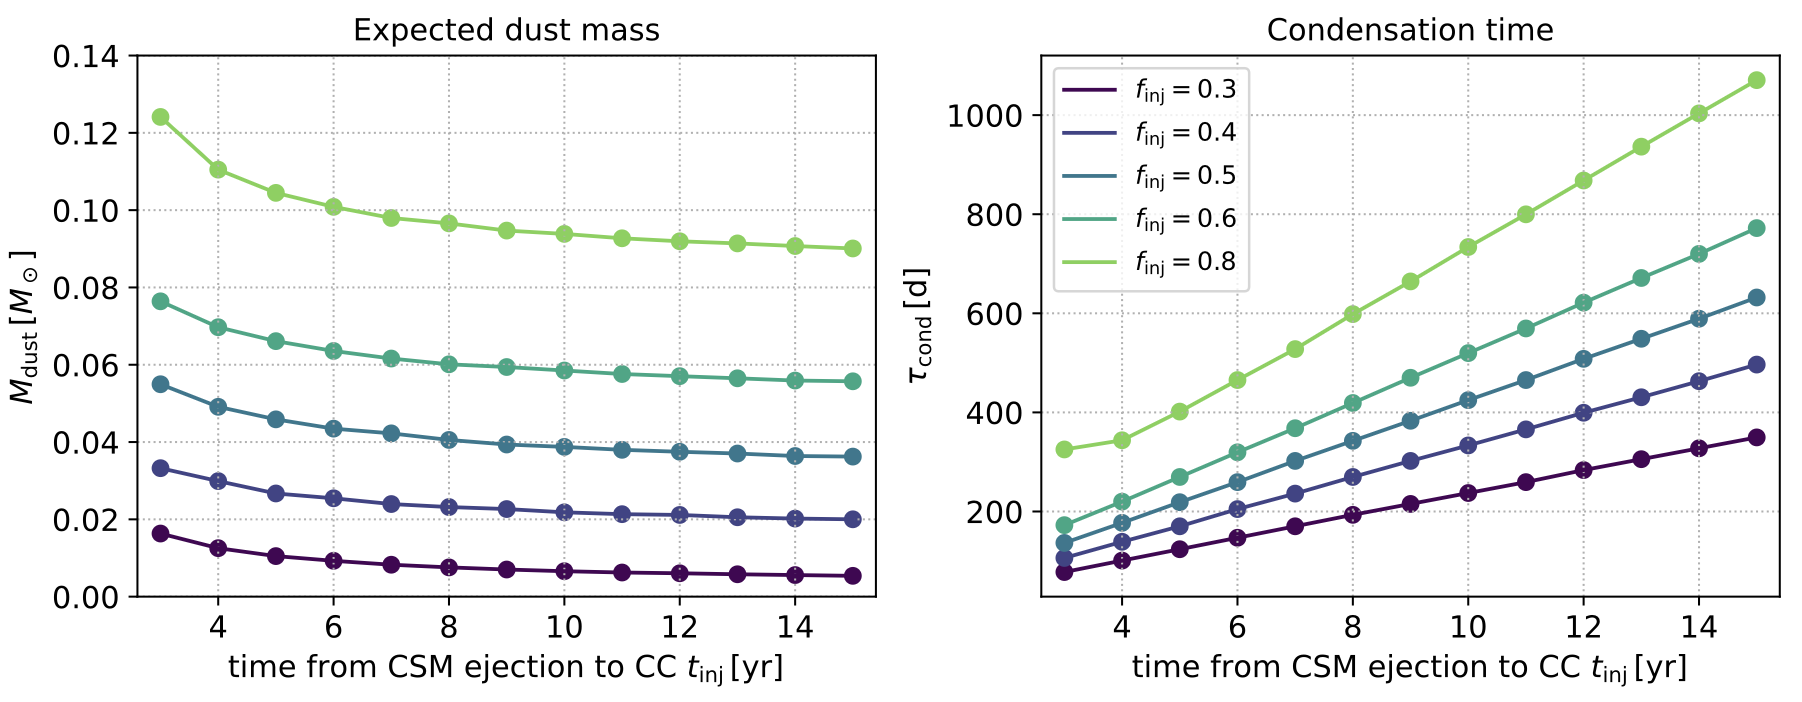 Expected dust mass
0.14
0.12
0.10
0.08
0.06
0.04
0.02
0.00
M_dust [M_⊙]
4 6 8 10 12 14
time from CSM ejection to CC t_inj [yr]
Condensation time
1000
800
600
400
200
τ_cond [d]
f_inj = 0.3
f_inj = 0.4
f_inj = 0.5
f_inj = 0.6
f_inj = 0.8
4 6 8 10 12 14
time from CSM ejection to CC t_inj [yr]